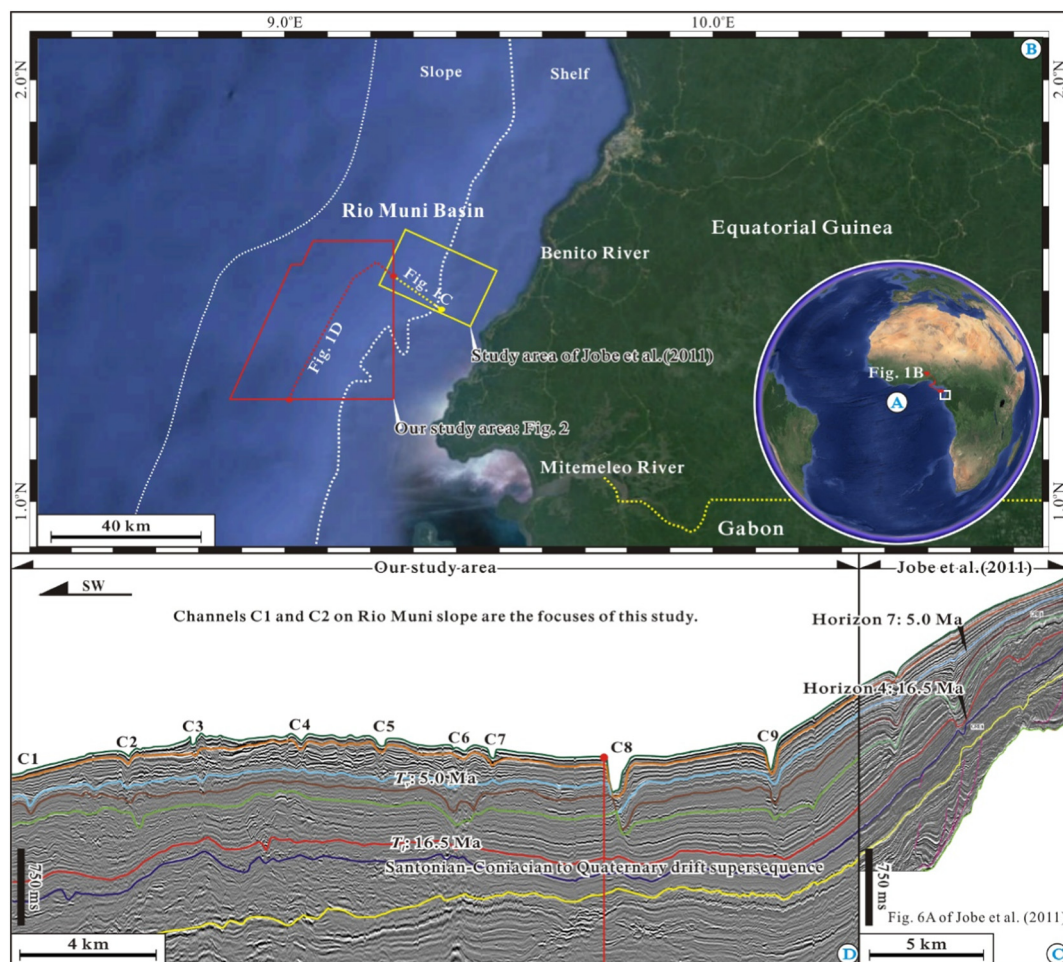 9.0°E 10.0°E
B
2.0°N 2.0°N
Slope Shelf
Rio Muni Basin
Equatorial Guinea
Benito River
Fig. 1C
Fig. 1D
Study area of Jobe et al.(2011)
Fig. 1B
A
Our study area: Fig. 2
Mitemeleo River
1.0°N 1.0°N
Gabon
40 km
Our study area Jobe et al.(2011)
SW
Channels C1 and C2 on Rio Muni slope are the focuses of this study.
Horizon 7: 5.0 Ma
Horizon 4: 16.5 Ma
C1 C2 C3 C4 C5 C6 C7 C8 C9
: 5.0 Ma
: 16.5 Ma
Santonian-Coniacian to Quaternary drift supersequence
750 ms 750 ms
Fig. 6A of Jobe et al. (2011)
4 km D 5 km C